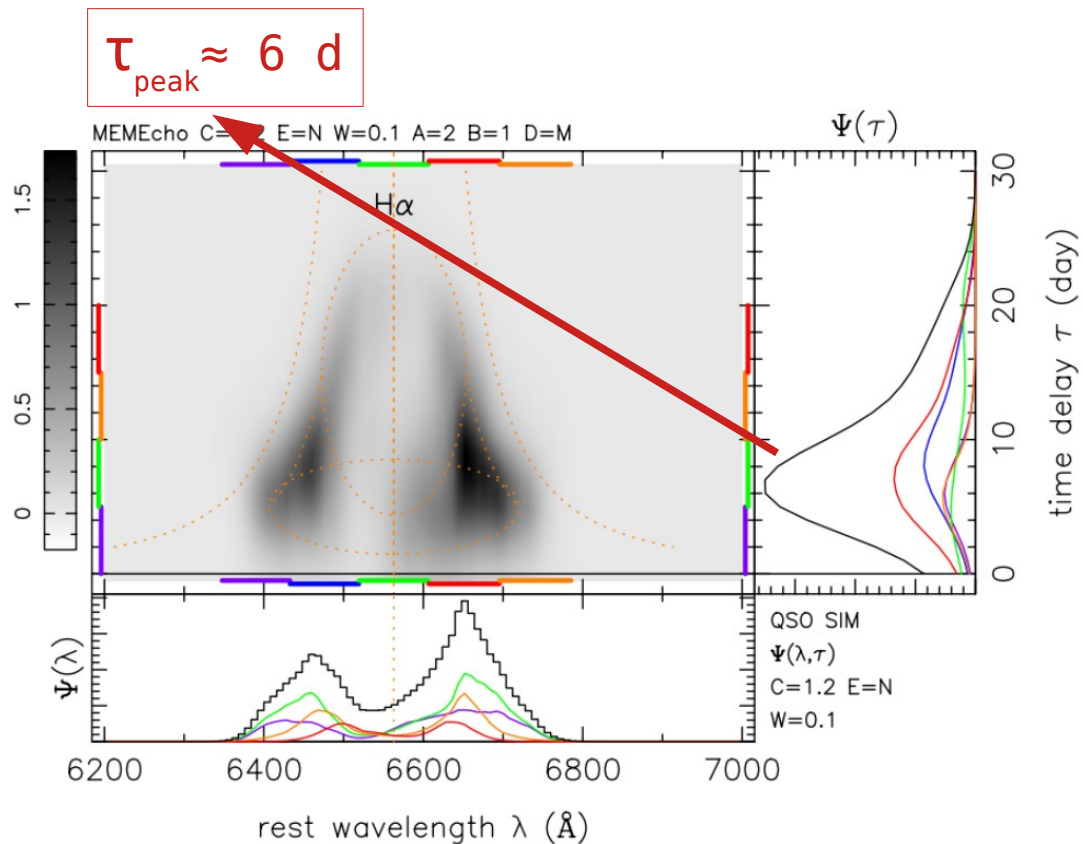 τpeak ≈ 6 d
MEMEcho C= 2 E=N W=0.1 A=2 B=1 D=M
Ψ(τ)
Hα
1.5
1
0.5
0
30
20
10
0
time delay τ (day)
Ψ(λ)
QSO SIM
Ψ(λ,τ)
C=1.2 E=N
W=0.1
6200 6400 6600 6800 7000
rest wavelength λ (Å)